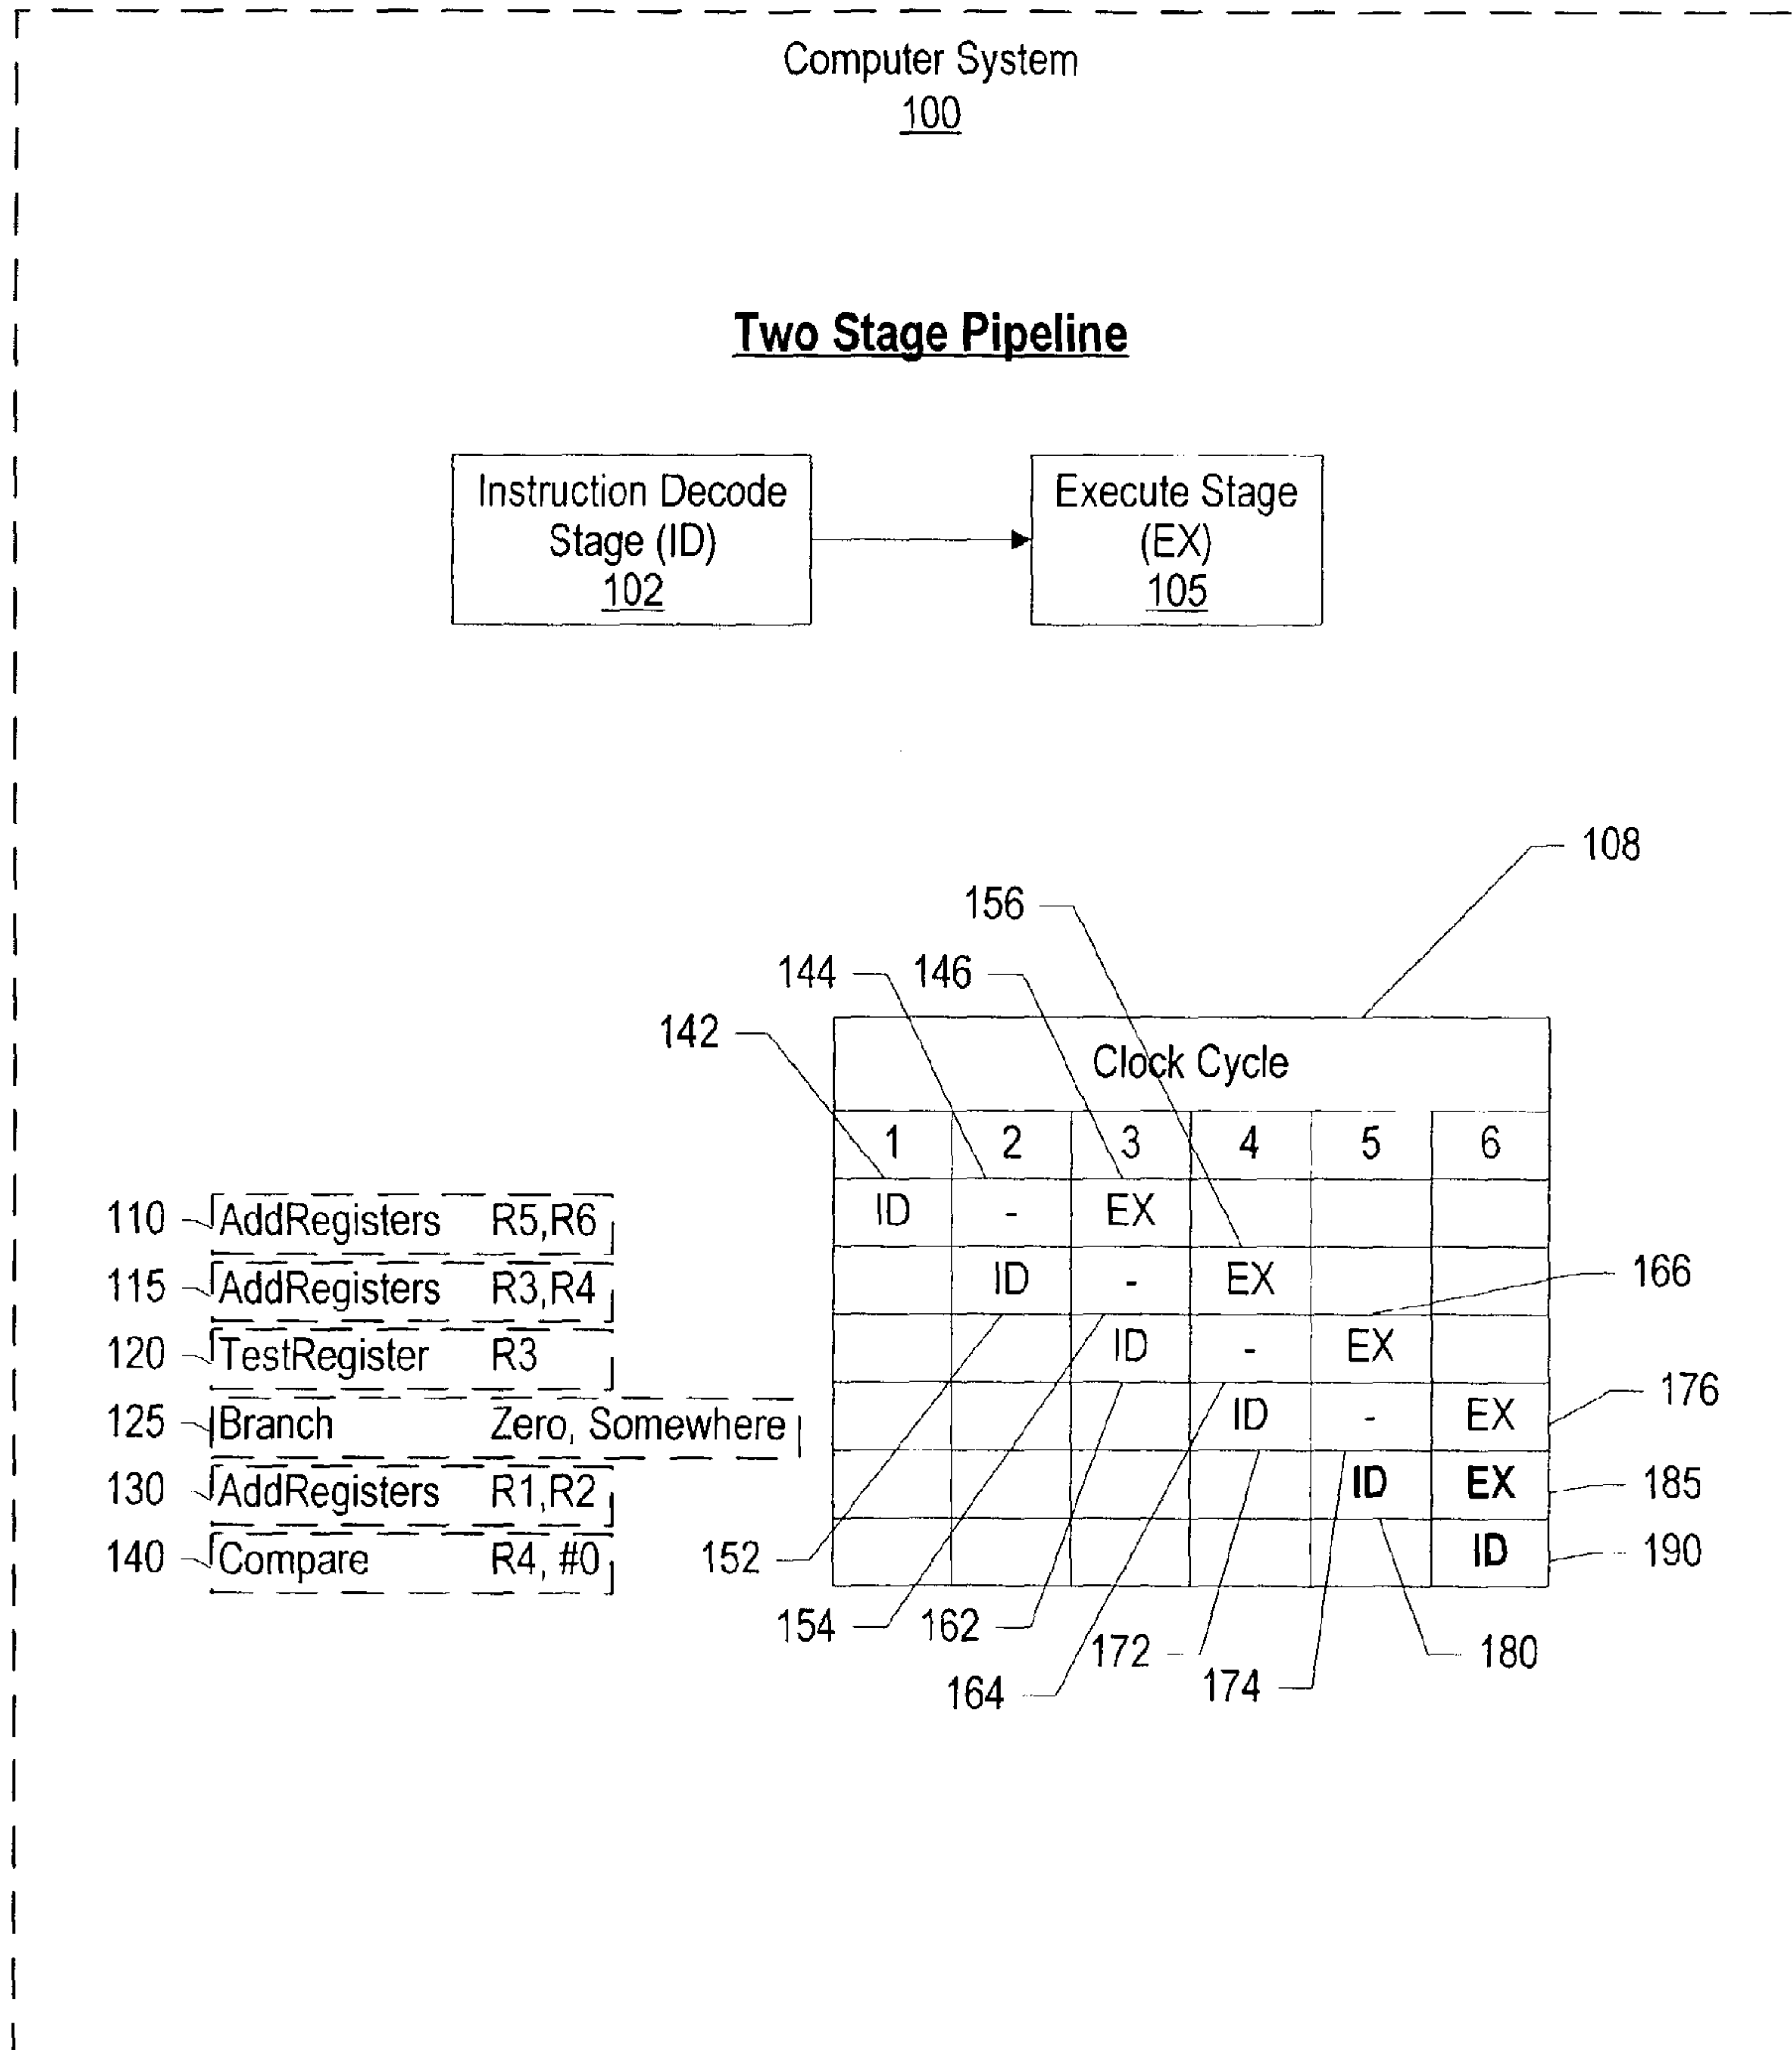 Computer System
100
Two Stage Pipeline
Instruction Decode
Stage (ID)
102
Execute Stage
(EX)
105
108
156
144
146
142
Clock Cycle
1 2 3 4 5 6
110 AddRegisters R5,R6 ID - EX
115 AddRegisters R3,R4 ID - EX 166
120 TestRegister R3 ID - EX
125 Branch Zero, Somewhere ID - EX 176
130 AddRegisters R1,R2 ID EX 185
140 Compare R4, #0 152 ID 190
154 162 172 180
164 174